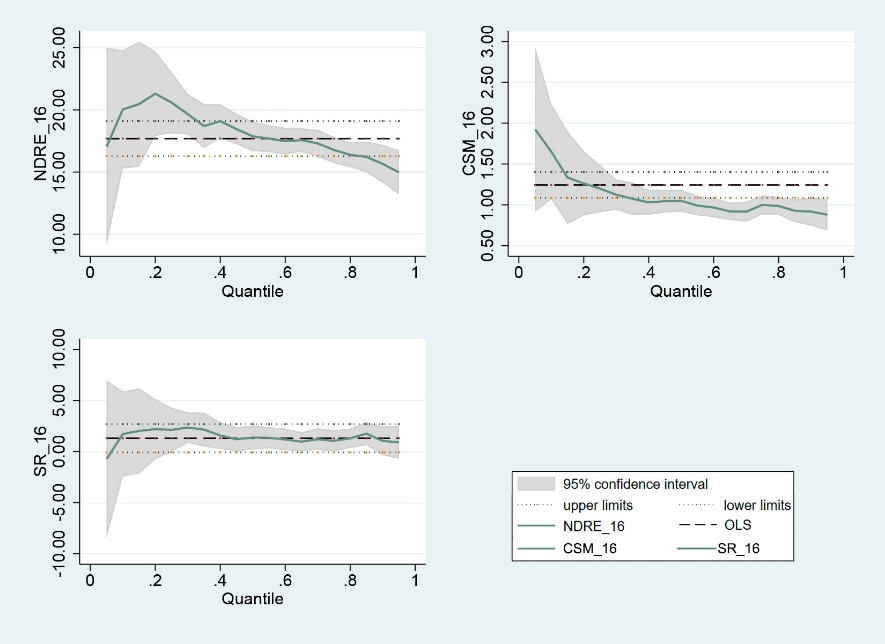 NDRE_16
25.00
20.00
15.00
10.00
0 .2 .4 .6 .8 1
Quantile
CSM_16
3.00
2.50
2.00
1.50
1.00
0.50
0 .2 .4 .6 .8 1
Quantile
SR_16
10.00
5.00
0.00
-5.00
-10.00
0 .2 .4 .6 .8 1
Quantile
95% confidence interval
upper limits lower limits
NDRE_16 OLS
CSM_16 SR_16